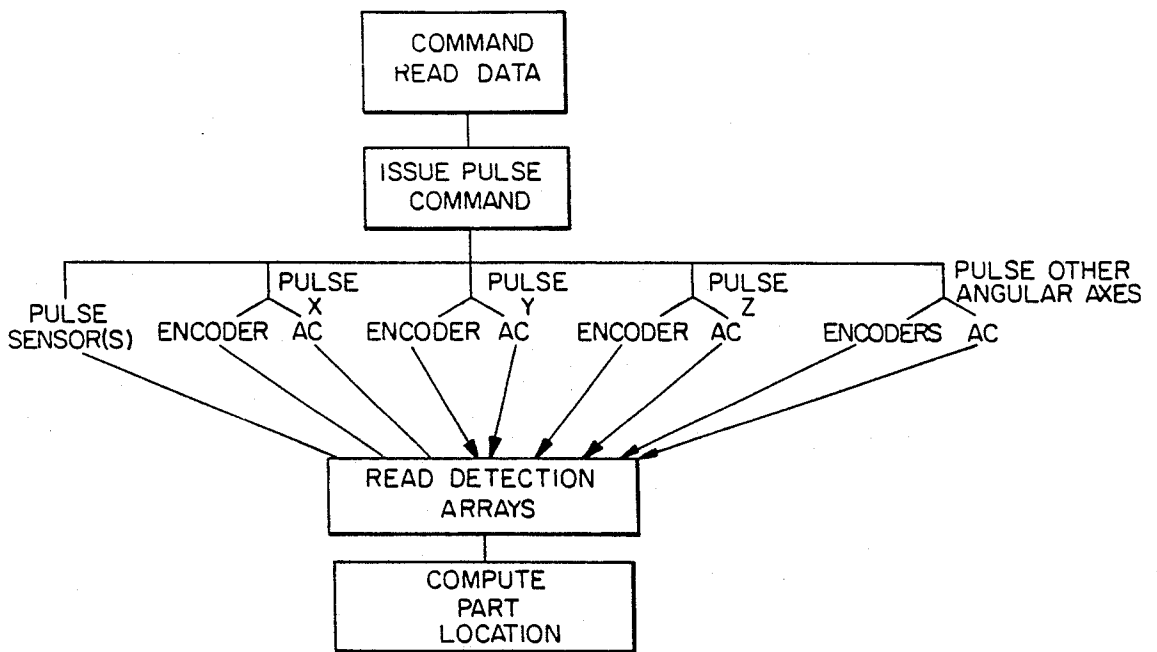 COMMAND
READ DATA
ISSUE PULSE
COMMAND
PULSE
SENSOR(S)
PULSE
X
ENCODER AC
PULSE
Y
ENCODER AC
PULSE
Z
ENCODER AC
PULSE OTHER
ANGULAR AXES
ENCODERS AC
READ DETECTION
ARRAYS
COMPUTE
PART
LOCATION